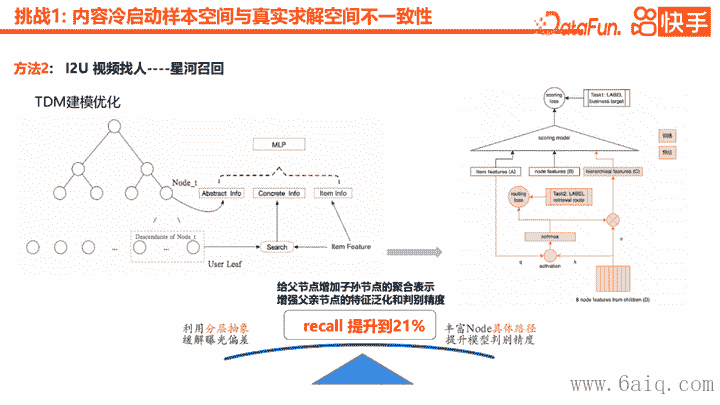 挑战1: 内容冷启动样本空间与真实求解空间不一致性
DataFun.
快手
方法2： I2U 视频找人----星河召回
TDM建模优化
MLP
Node_t
Abstract Info
Concrete Info
Item Info
Descendants of Node_t
Search
Item Feature
User Leaf
scoring loss
Task1: LABEL
business target
scoring model
item features (A)
node features (B)
hierarchical features (C)
routing loss
Task2: LABEL
retrieval route
softmax
activation
q
k
v
8 node features from children (D)
给父节点增加子孙节点的聚合表示
增强父亲节点的特征泛化和判别精度
利用分层抽象
缓解曝光偏差
recall 提升到21%
丰富Node具体路径
提升模型判别精度
www.6aiq.com